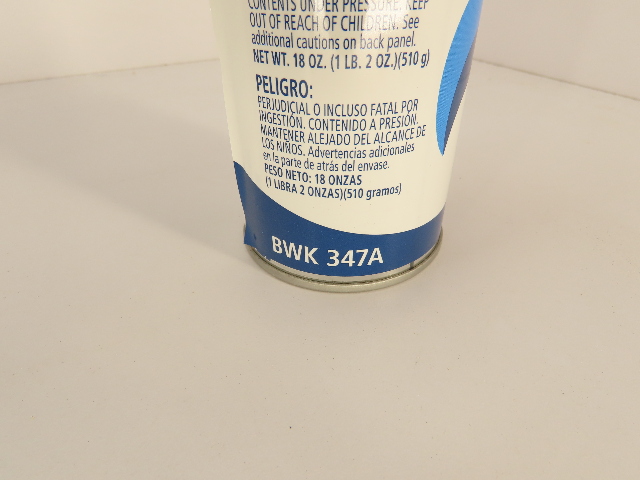 CONTENTS UNDER PRESSURE. KEEP
OUT OF REACH OF CHILDREN. See
additional cautions on back panel.
NET WT. 18 OZ. (1 LB. 2 OZ.)(510 g)
PELIGRO:
PERJUDICIAL O INCLUSO FATAL POR
INGESTIÓN. CONTENIDO A PRESIÓN.
MANTENER ALEJADO DEL ALCANCE DE
LOS NIÑOS. Advertencias adicionales
en la parte de atrás del envase.
PESO NETO: 18 ONZAS
(1 LIBRA 2 ONZAS)(510 gramos)
BWK 347A